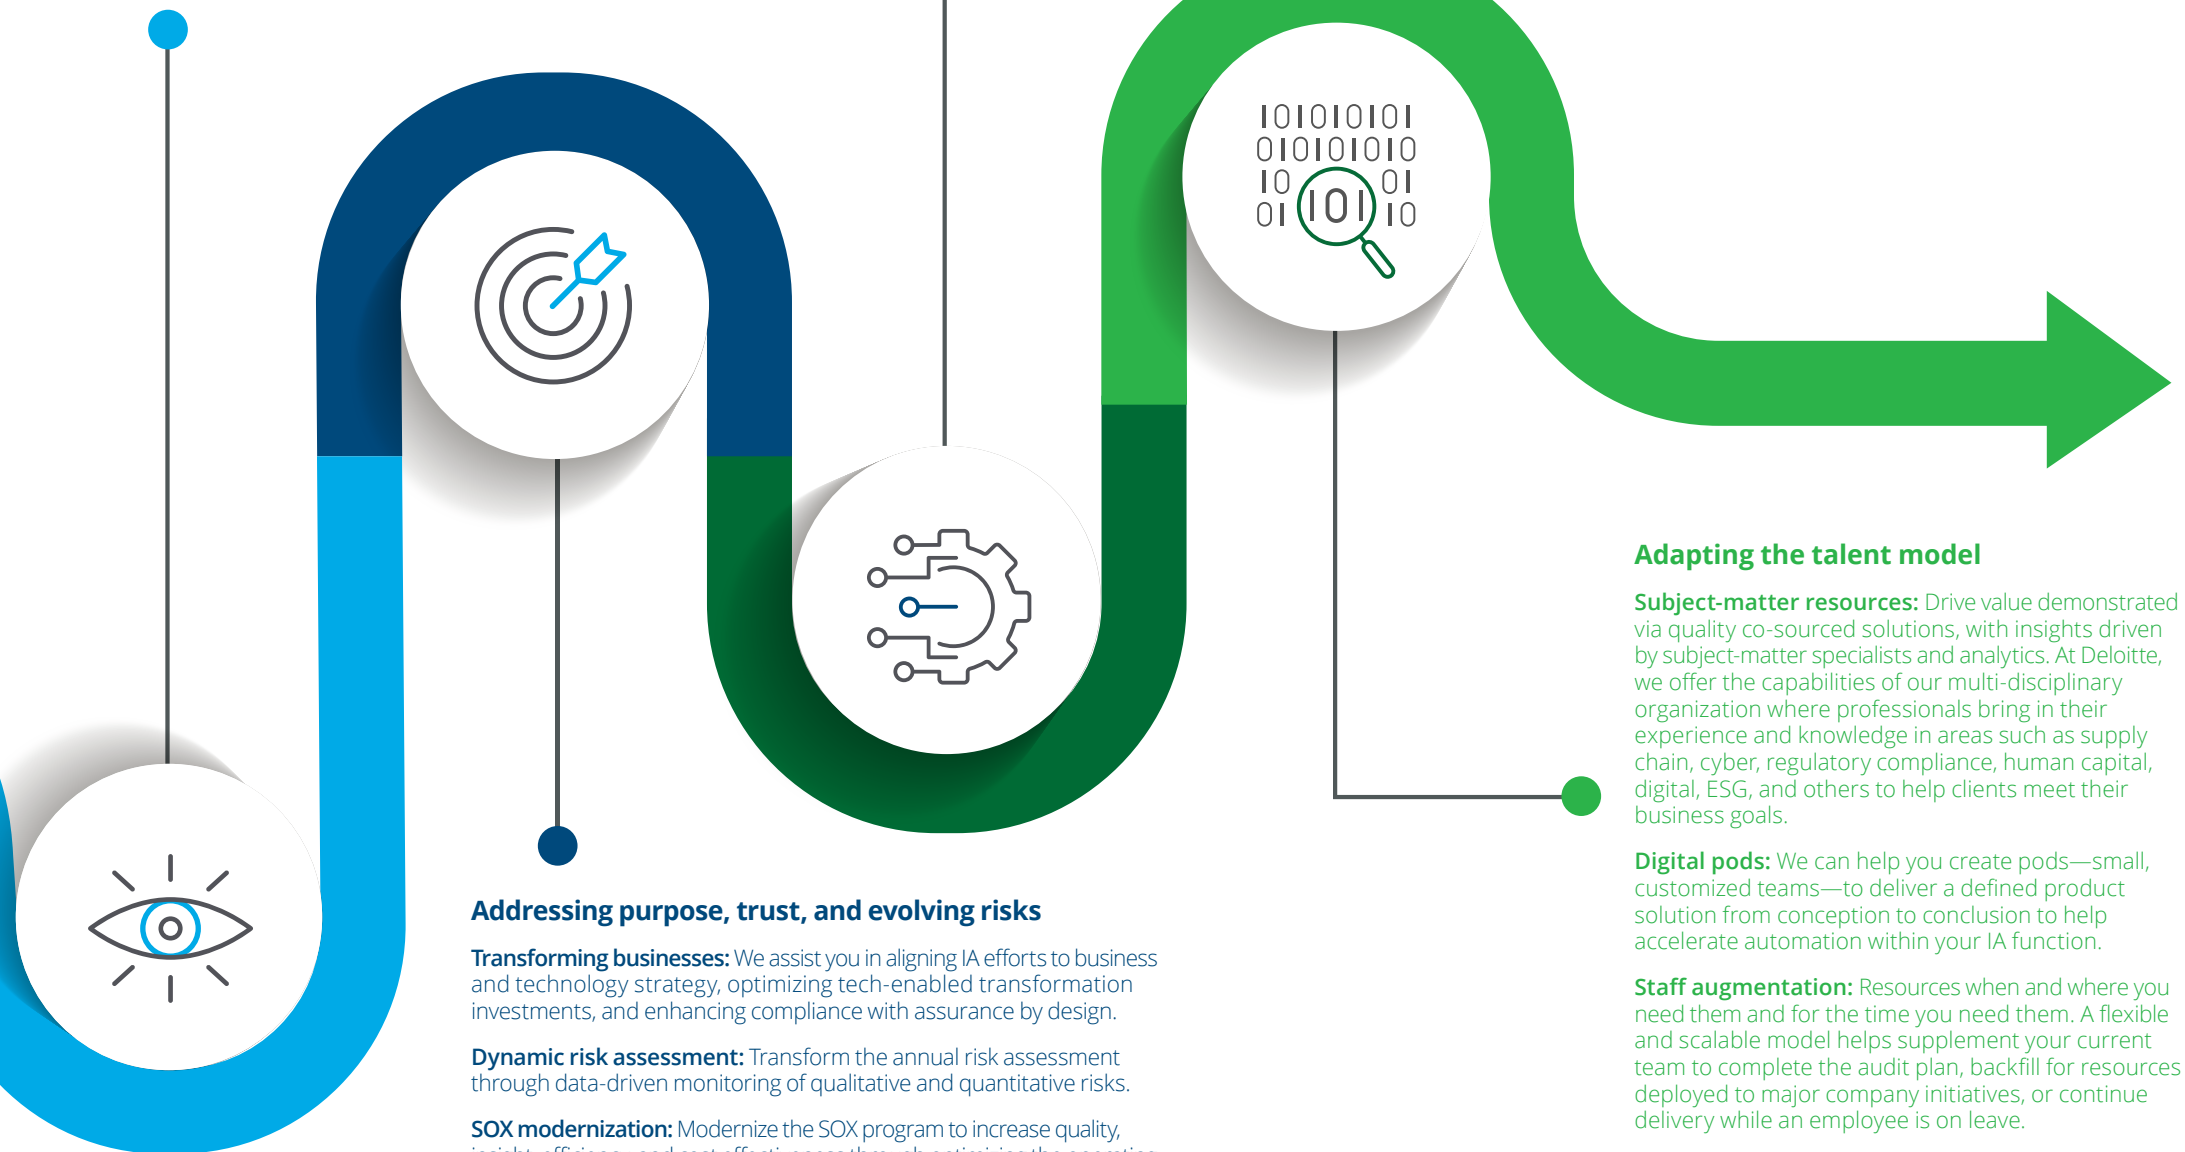 IOIOIOIOI
OIOIOIOIO
IO OI
OI IOI IO
Addressing purpose, trust, and evolving risks
Transforming businesses: We assist you in aligning IA efforts to business
and technology strategy, optimizing tech-enabled transformation
investments, and enhancing compliance with assurance by design.
Dynamic risk assessment: Transform the annual risk assessment
through data-driven monitoring of qualitative and quantitative risks.
SOX modernization: Modernize the SOX program to increase quality,
Adapting the talent model
Subject-matter resources: Drive value demonstrated
via quality co-sourced solutions, with insights driven
by subject-matter specialists and analytics. At Deloitte,
we offer the capabilities of our multi-disciplinary
organization where professionals bring in their
experience and knowledge in areas such as supply
chain, cyber, regulatory compliance, human capital,
digital, ESG, and others to help clients meet their
business goals.
Digital pods: We can help you create pods—small,
customized teams—to deliver a defined product
solution from conception to conclusion to help
accelerate automation within your IA function.
Staff augmentation: Resources when and where you
need them and for the time you need them. A flexible
and scalable model helps supplement your current
team to complete the audit plan, backfill for resources
deployed to major company initiatives, or continue
delivery while an employee is on leave.